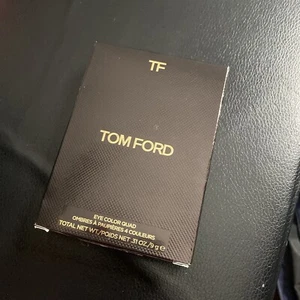 TF
TOM FORD
EYE COLOR QUAD
OMBRES À PAUPIÈRES 4 COULEURS
TOTAL NET WT./POIDS NET .31 OZ./9 g e